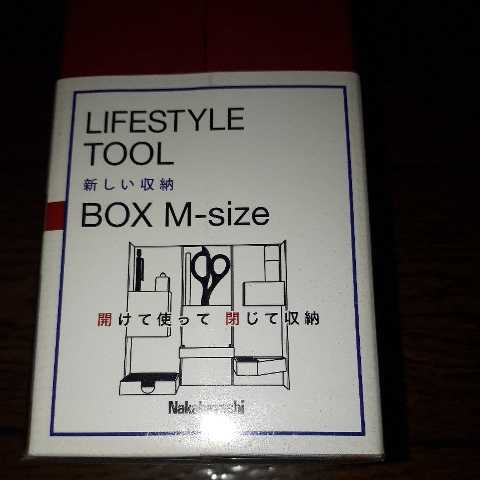 LIFESTYLE
TOOL
新しい収納
BOX M-size
開けて使って 閉じて収納
Nakabayashi